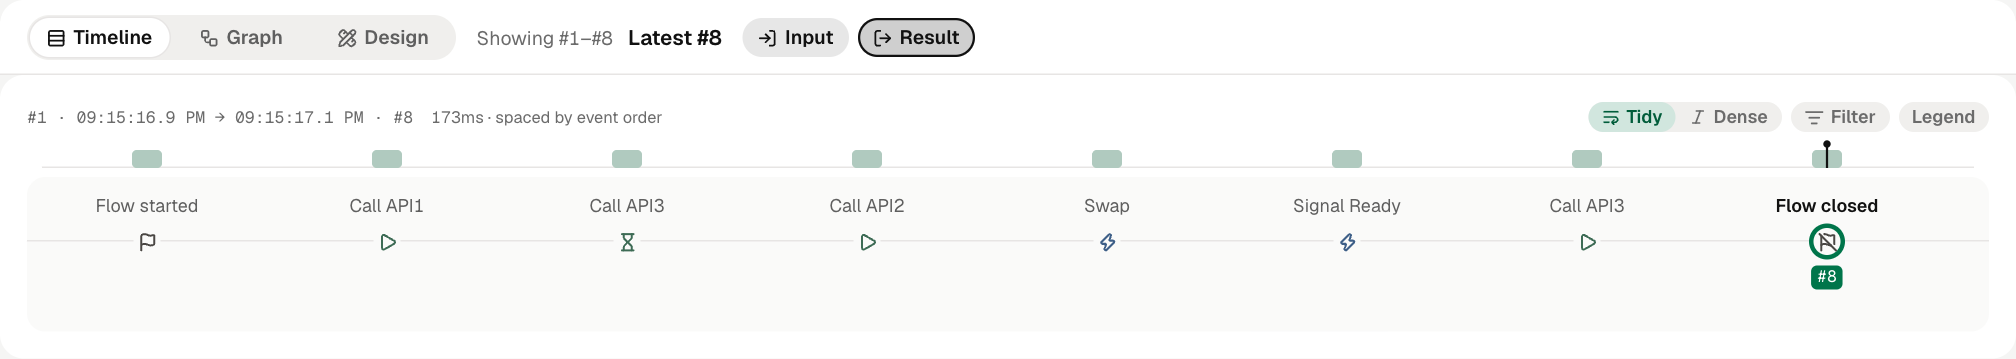 Timeline Graph Design Showing #1–#8 Latest #8 Input Result
#1 · 09:15:16.9 PM → 09:15:17.1 PM · #8 173ms · spaced by event order Tidy Dense Filter Legend
Flow started Call API1 Call API3 Call API2 Swap Signal Ready Call API3 Flow closed
#8